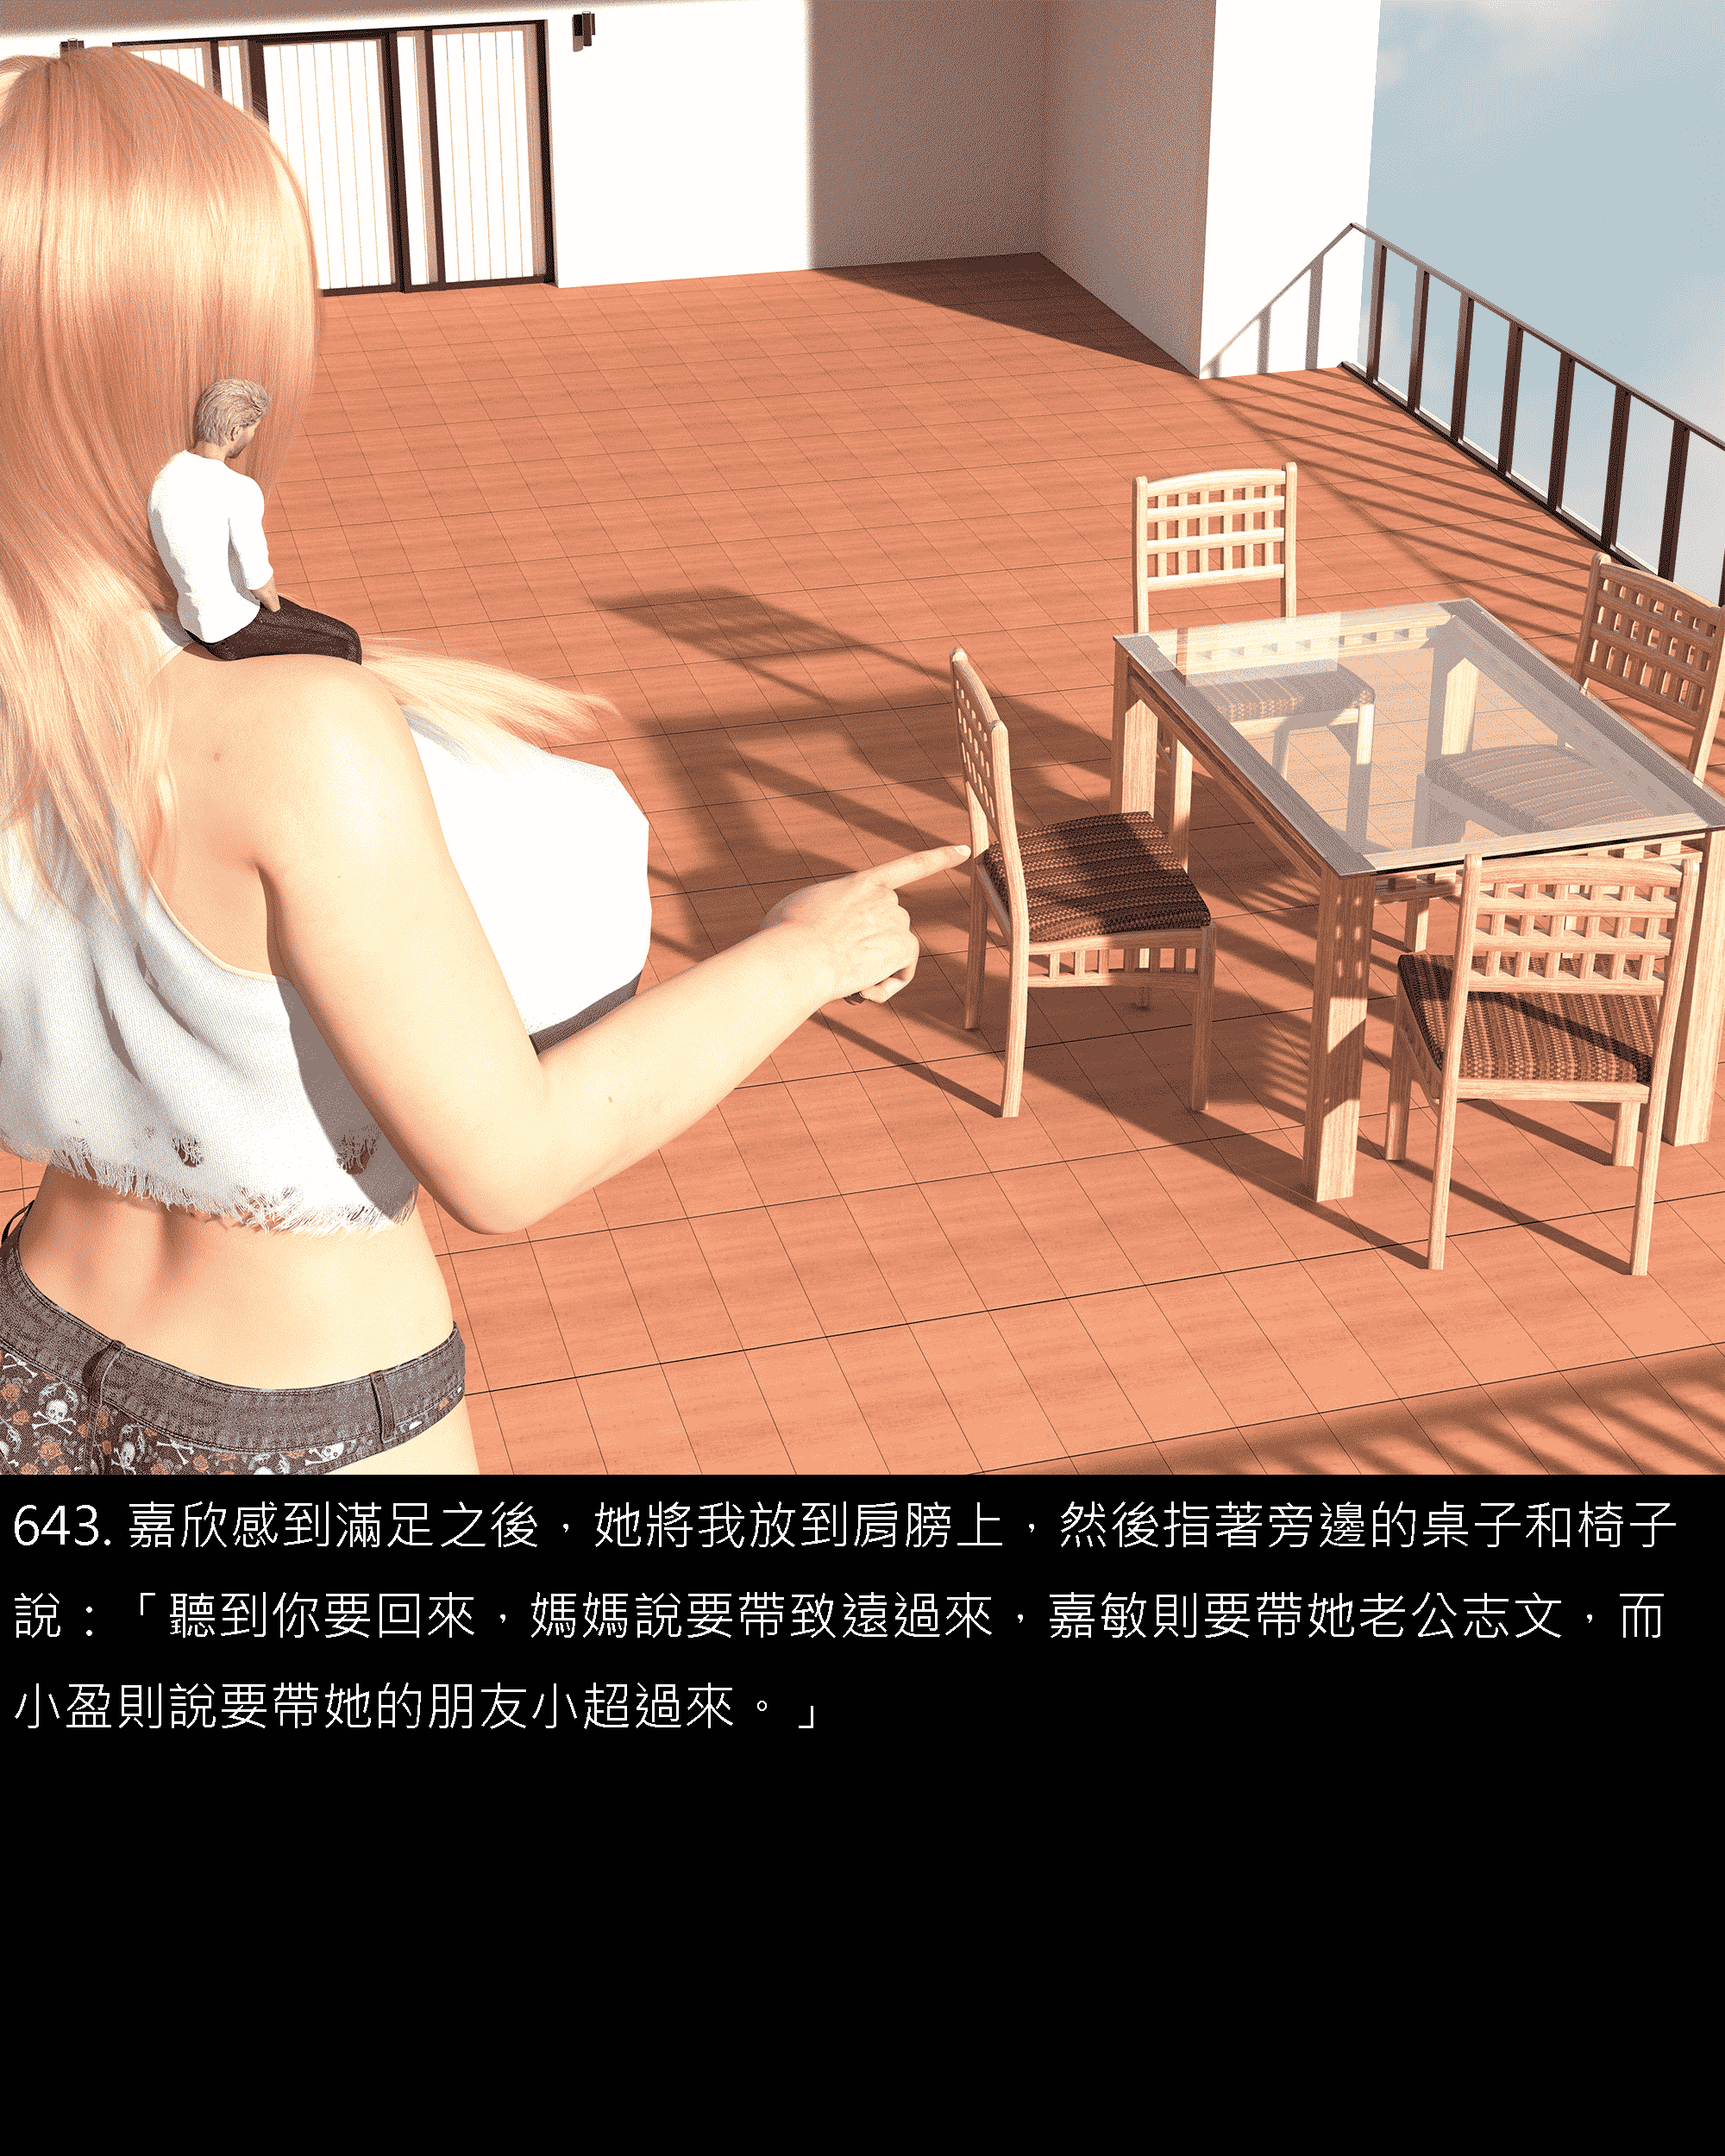 643. 嘉欣感到滿足之後，她將我放到肩膀上，然後指著旁邊的桌子和椅子
說：「聽到你要回來，媽媽說要帶致遠過來，嘉敏則要帶她老公志文，而
小盈則說要帶她的朋友小超過來。」